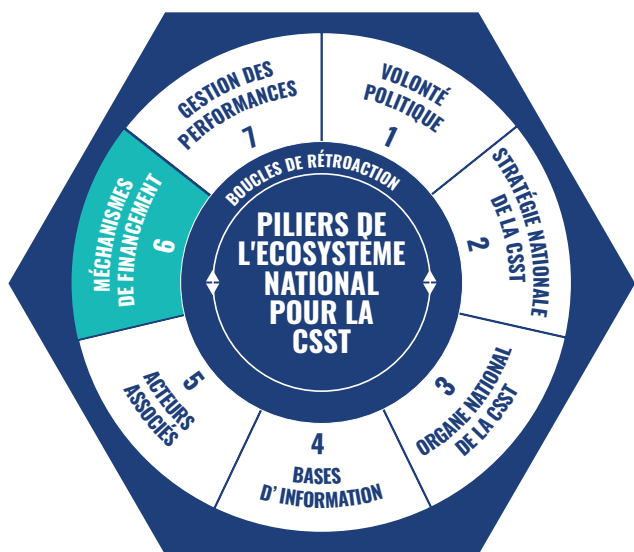 BOUCLES DE RÉTROACTION
PILIERS DE
L'ECOSYSTÈME
NATIONAL
POUR LA
CSST
VOLONTÉ
POLITIQUE
1
STRATÉGIE NATIONALE
DE LA CSST
2
3
ORGANE NATIONAL
DE LA CSST
4
BASES
D' INFORMATION
5
ACTEURS
ASSOCIÉS
MÉCHANISMES
DE FINANCEMENT
6
GESTION DES
PERFORMANCES
7